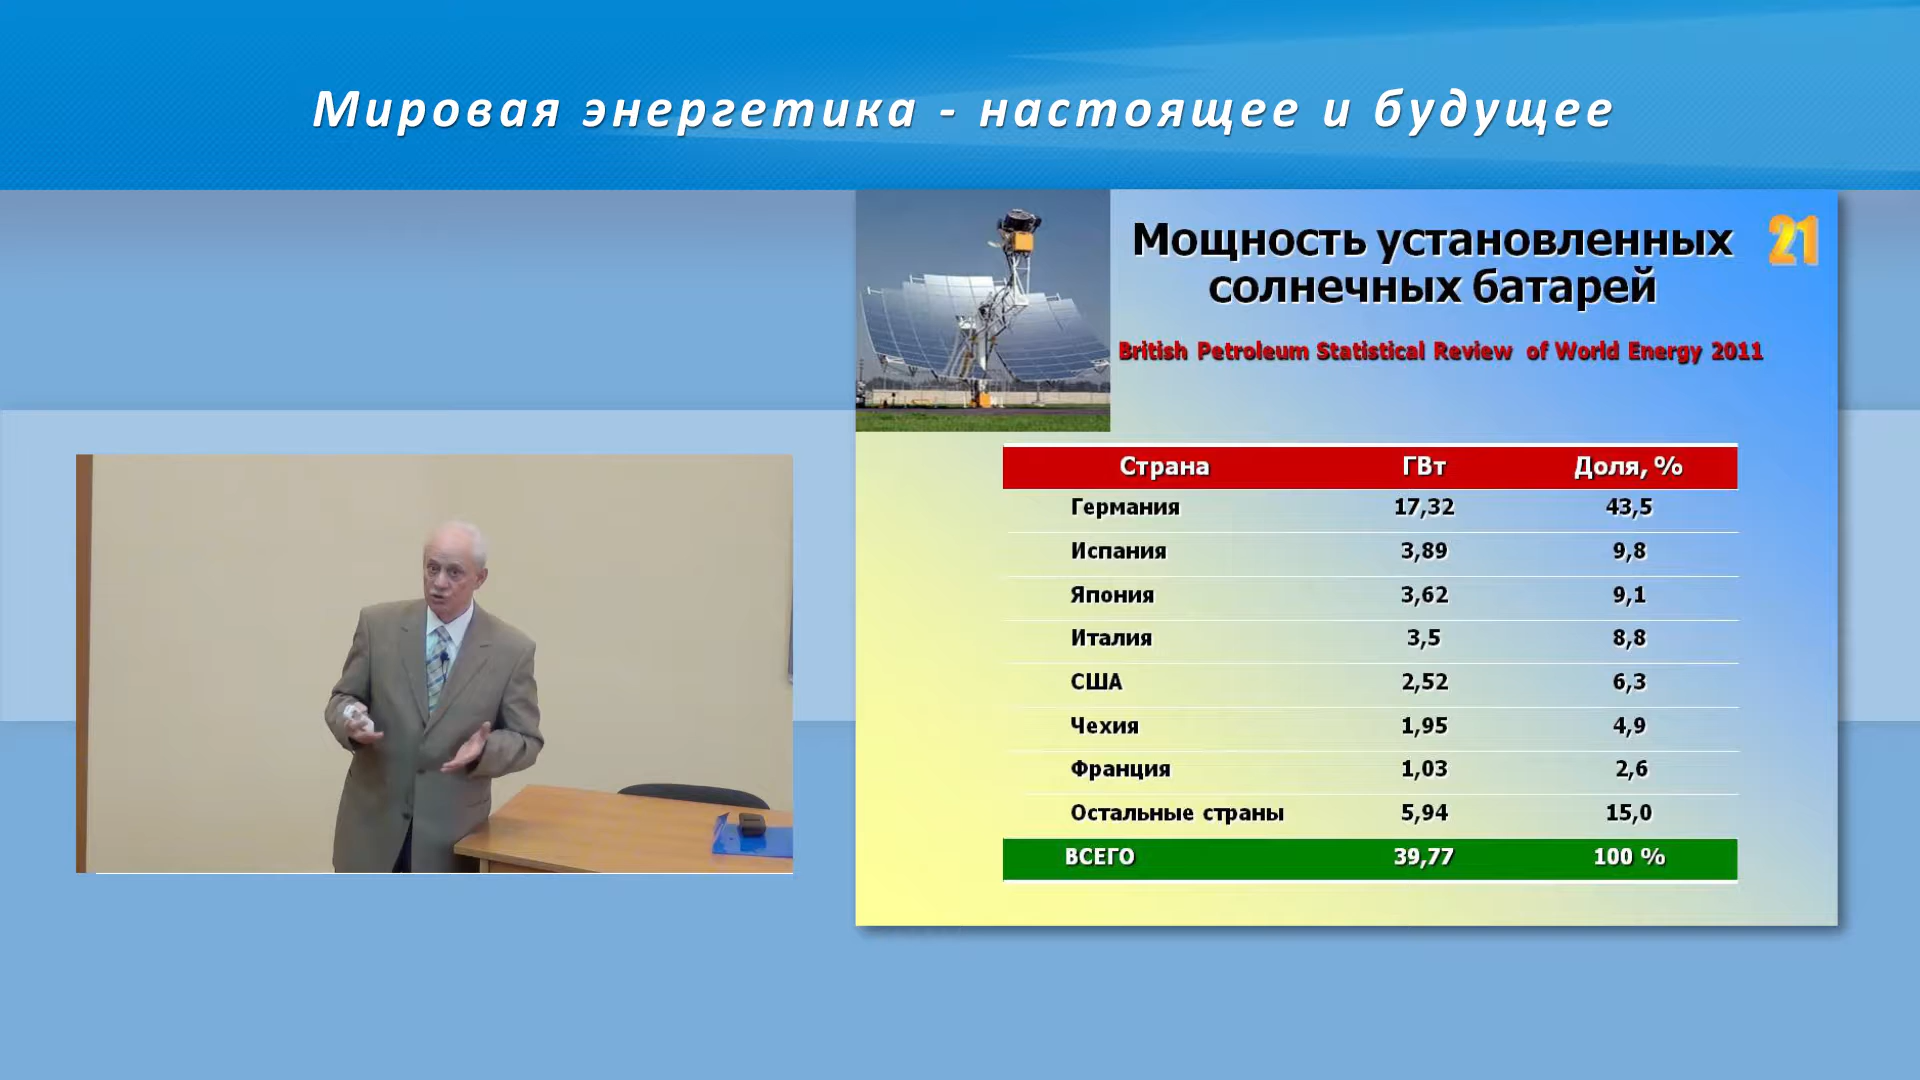 Мировая энергетика - настоящее и будущее
Мощность установленных
солнечных батарей
21
British Petroleum Statistical Review of World Energy 2011
Страна ГВт Доля, %
Германия 17,32 43,5
Испания 3,89 9,8
Япония 3,62 9,1
Италия 3,5 8,8
США 2,52 6,3
Чехия 1,95 4,9
Франция 1,03 2,6
Остальные страны 5,94 15,0
ВСЕГО 39,77 100 %